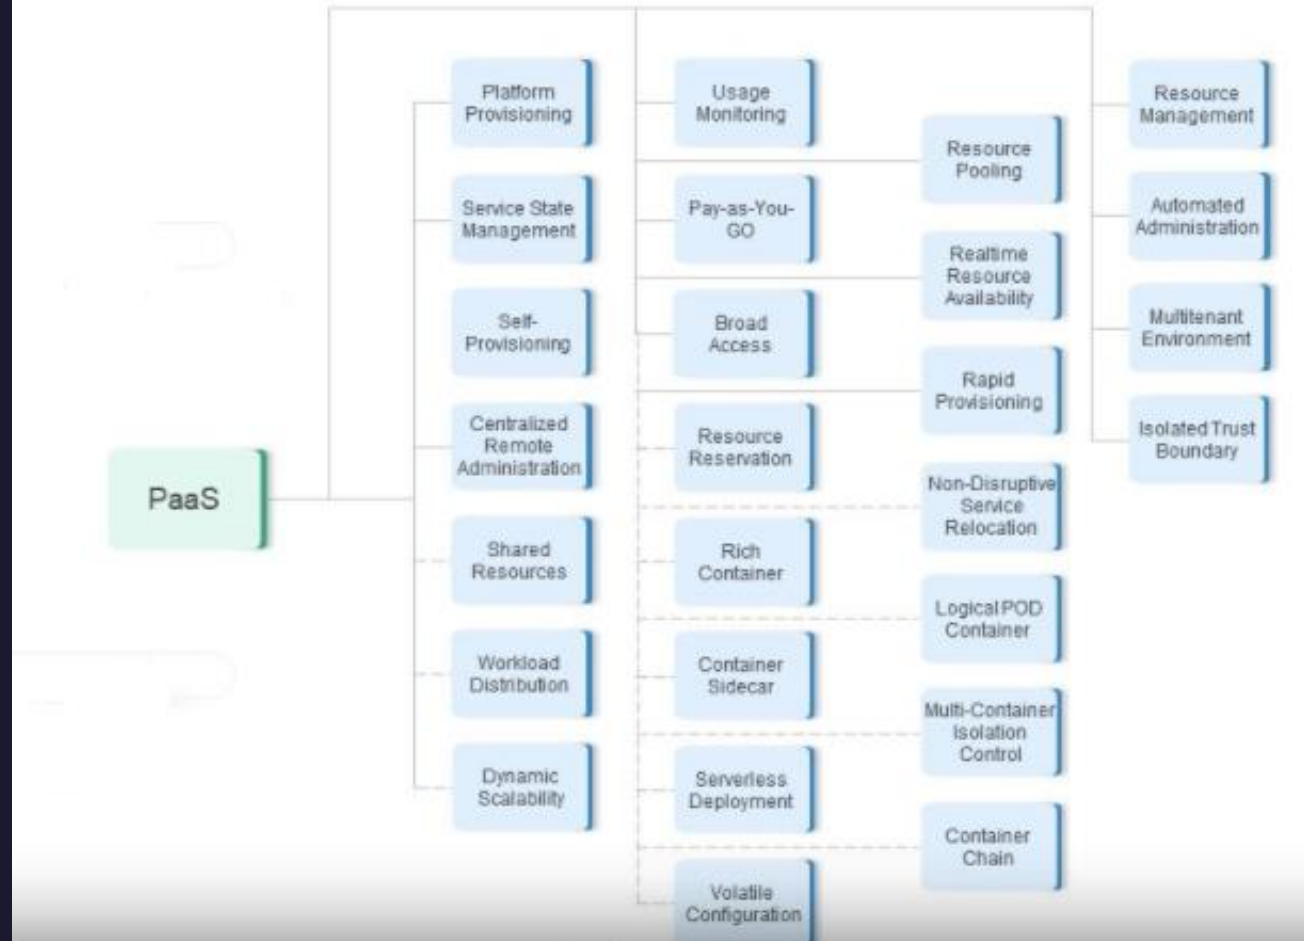 PaaS
Platform
Provisioning
Service State
Management
Self-
Provisioning
Centralized
Remote
Administration
Shared
Resources
Workload
Distribution
Dynamic
Scalability
Usage
Monitoring
Pay-as-You-
GO
Broad
Access
Resource
Reservation
Rich
Container
Container
Sidecar
Serverless
Deployment
Volatile
Configuration
Resource
Pooling
Realtime
Resource
Availability
Rapid
Provisioning
Non-Disruptive
Service
Relocation
Logical POD
Container
Multi-Container
Isolation
Control
Container
Chain
Resource
Management
Automated
Administration
Multitenant
Environment
Isolated Trust
Boundary